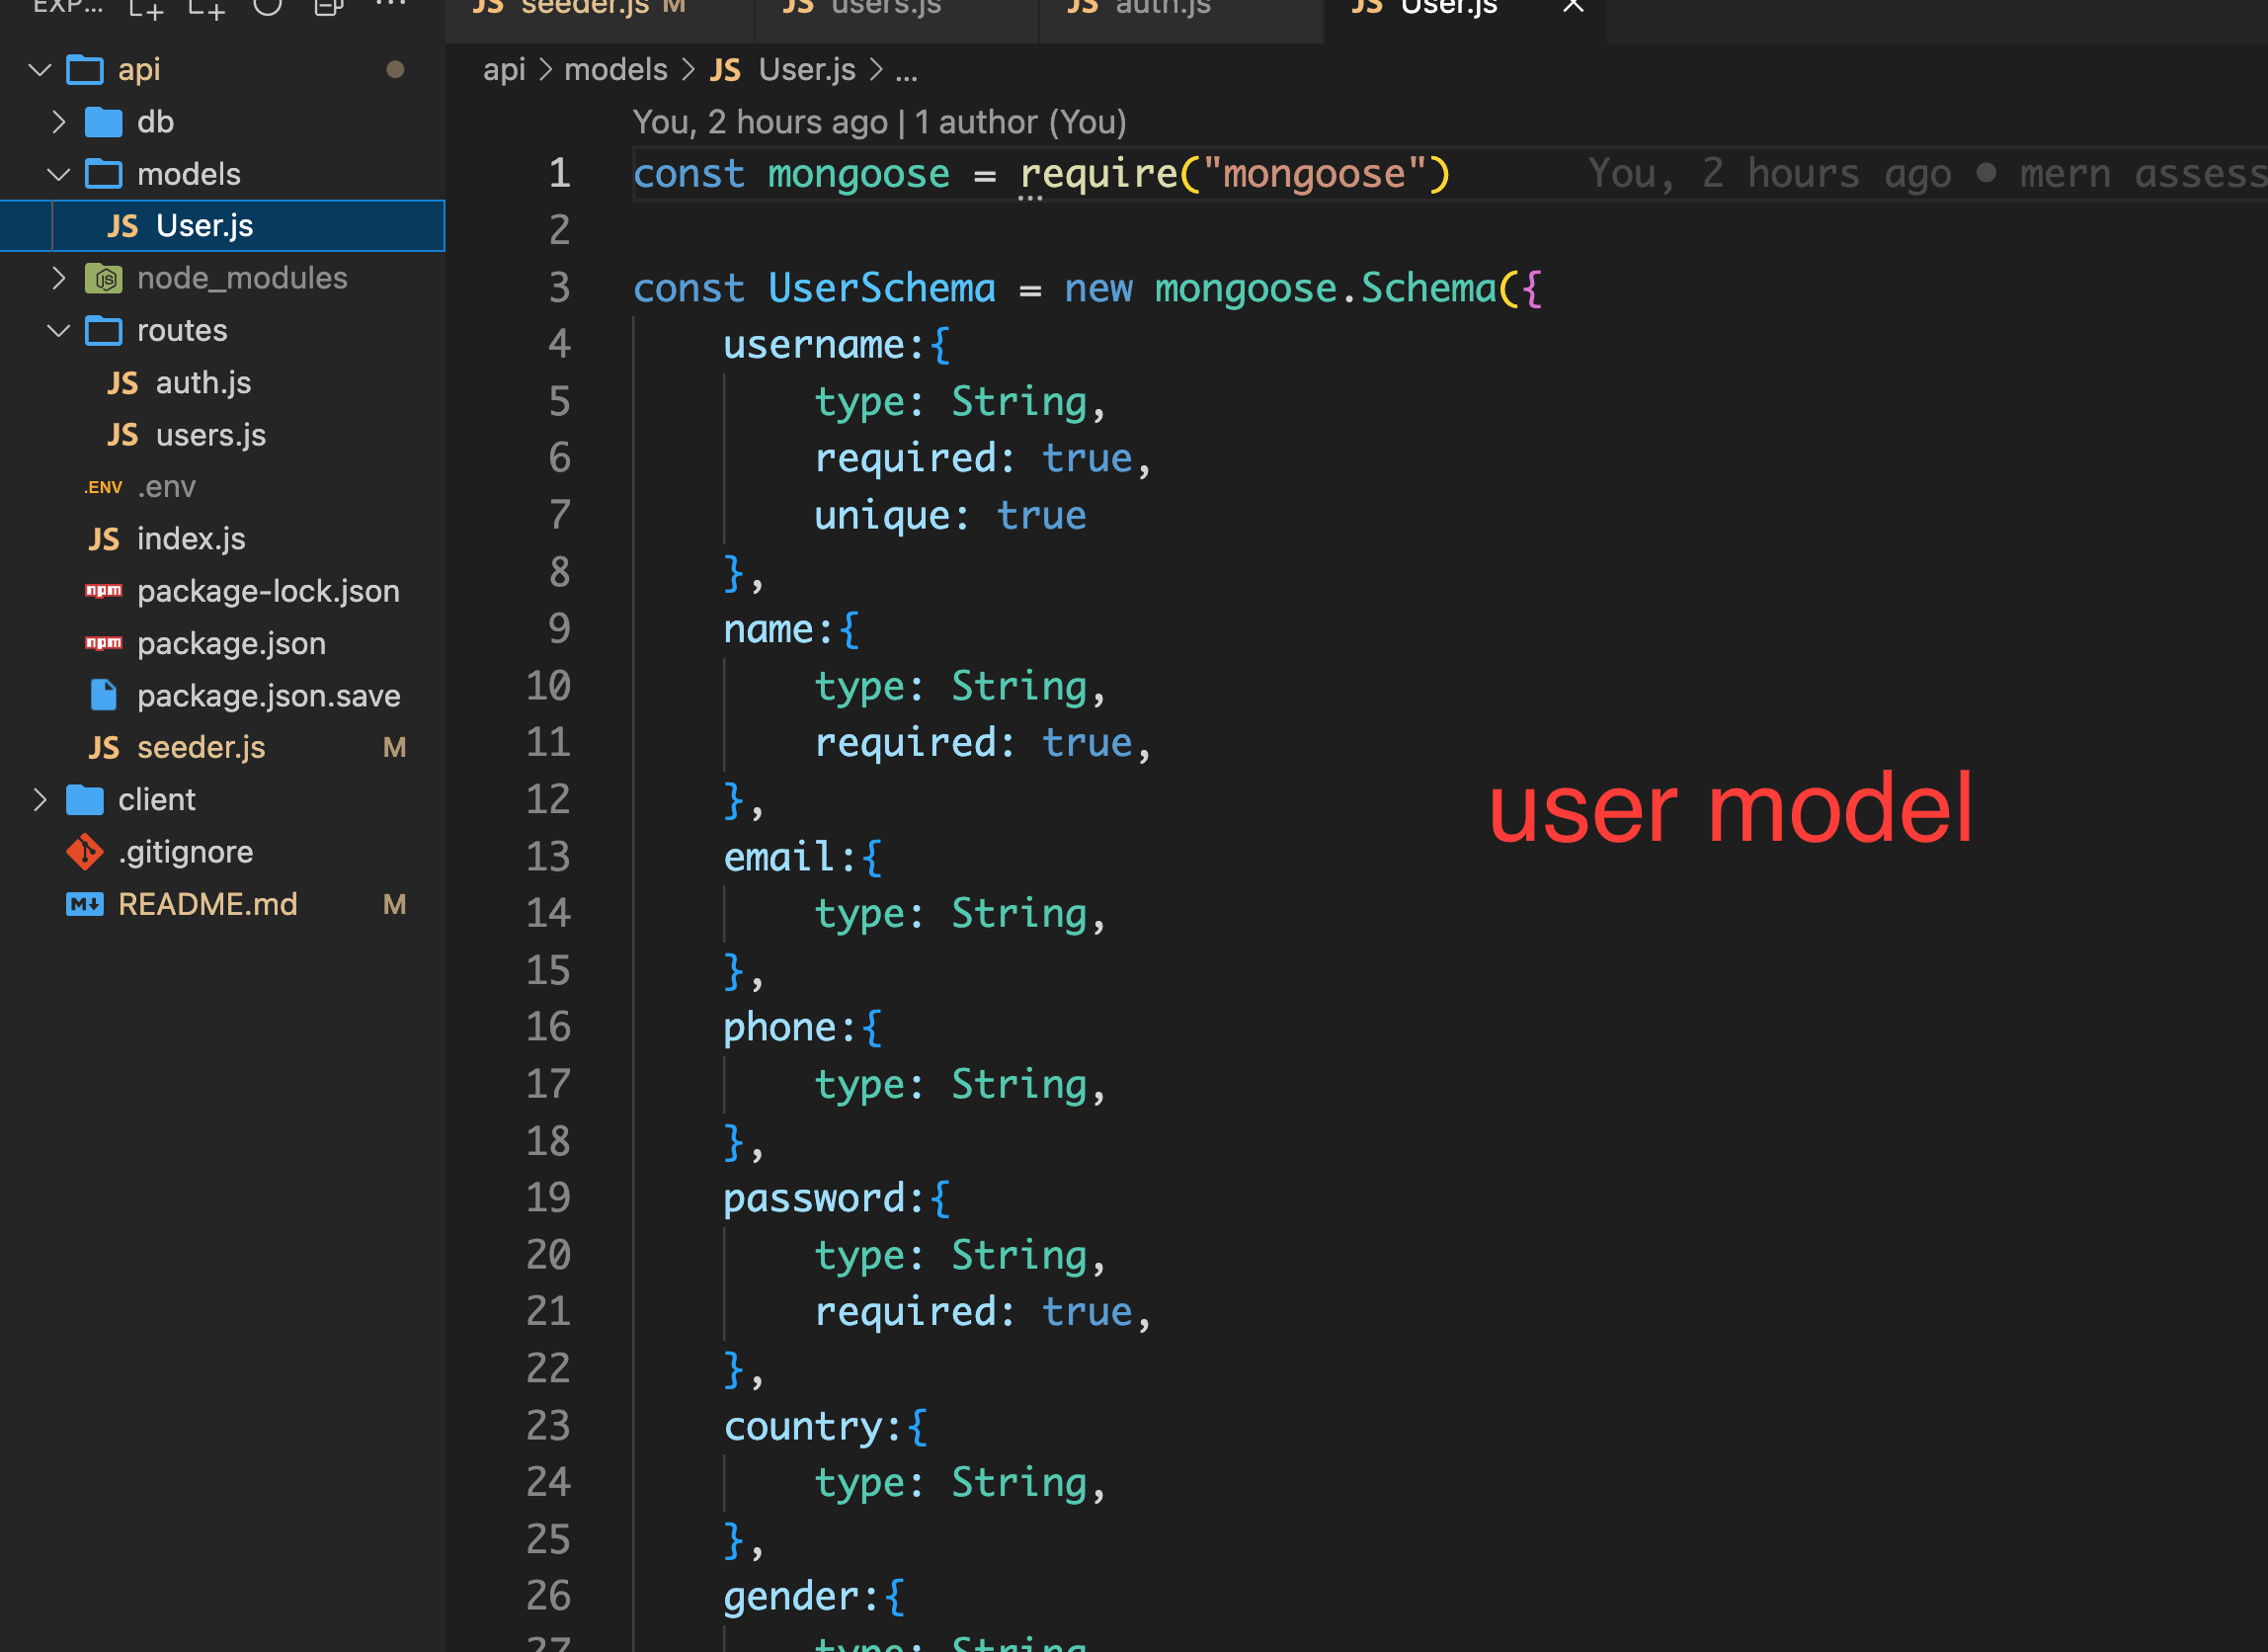 EXP...
seeder.js M
users.js
auth.js
JS User.js
api
db
models
JS User.js
node_modules
routes
JS auth.js
JS users.js
.ENV .env
JS index.js
npm package-lock.json
npm package.json
package.json.save
JS seeder.js M
client
.gitignore
README.md M
api > models > JS User.js > ...
You, 2 hours ago | 1 author (You)
1 const mongoose = require("mongoose") You, 2 hours ago • mern assess
2
3 const UserSchema = new mongoose.Schema({
4 username:{
5 type: String,
6 required: true,
7 unique: true
8 },
9 name:{
10 type: String,
11 required: true,
12 },
13 email:{
14 type: String,
15 },
16 phone:{
17 type: String,
18 },
19 password:{
20 type: String,
21 required: true,
22 },
23 country:{
24 type: String,
25 },
26 gender:{
27 type: String
user model